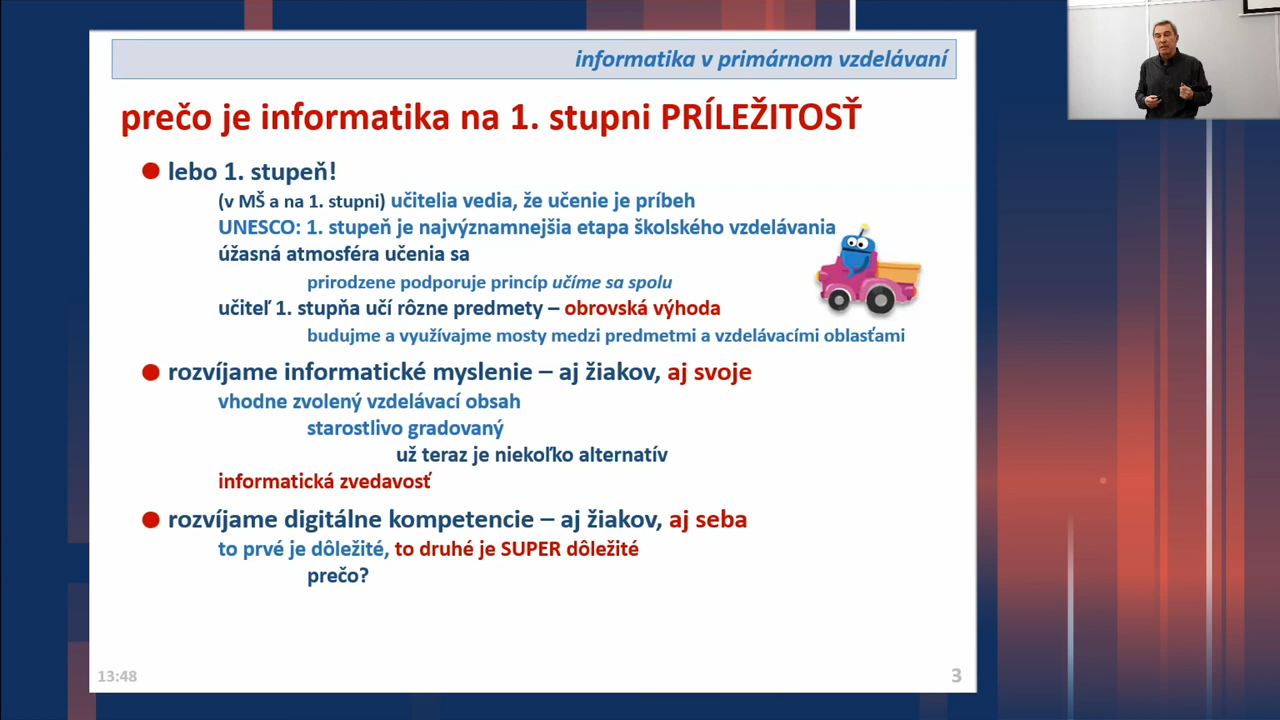 informatika v primárnom vzdelávaní
prečo je informatika na 1. stupni PRÍLEŽITOSŤ
lebo 1. stupeň!
(v MŠ a na 1. stupni) učitelia vedia, že učenie je príbeh
UNESCO: 1. stupeň je najvýznamnejšia etapa školského vzdelávania
úžasná atmosféra učenia sa
prirodzene podporuje princíp učíme sa spolu
učiteľ 1. stupňa učí rôzne predmety – obrovská výhoda
budujme a využívajme mosty medzi predmetmi a vzdelávacími oblasťami
rozvíjame informatické myslenie – aj žiakov, aj svoje
vhodne zvolený vzdelávací obsah
starostlivo gradovaný
už teraz je niekoľko alternatív
informatická zvedavosť
rozvíjame digitálne kompetencie – aj žiakov, aj seba
to prvé je dôležité, to druhé je SUPER dôležité
prečo?
13:48
3